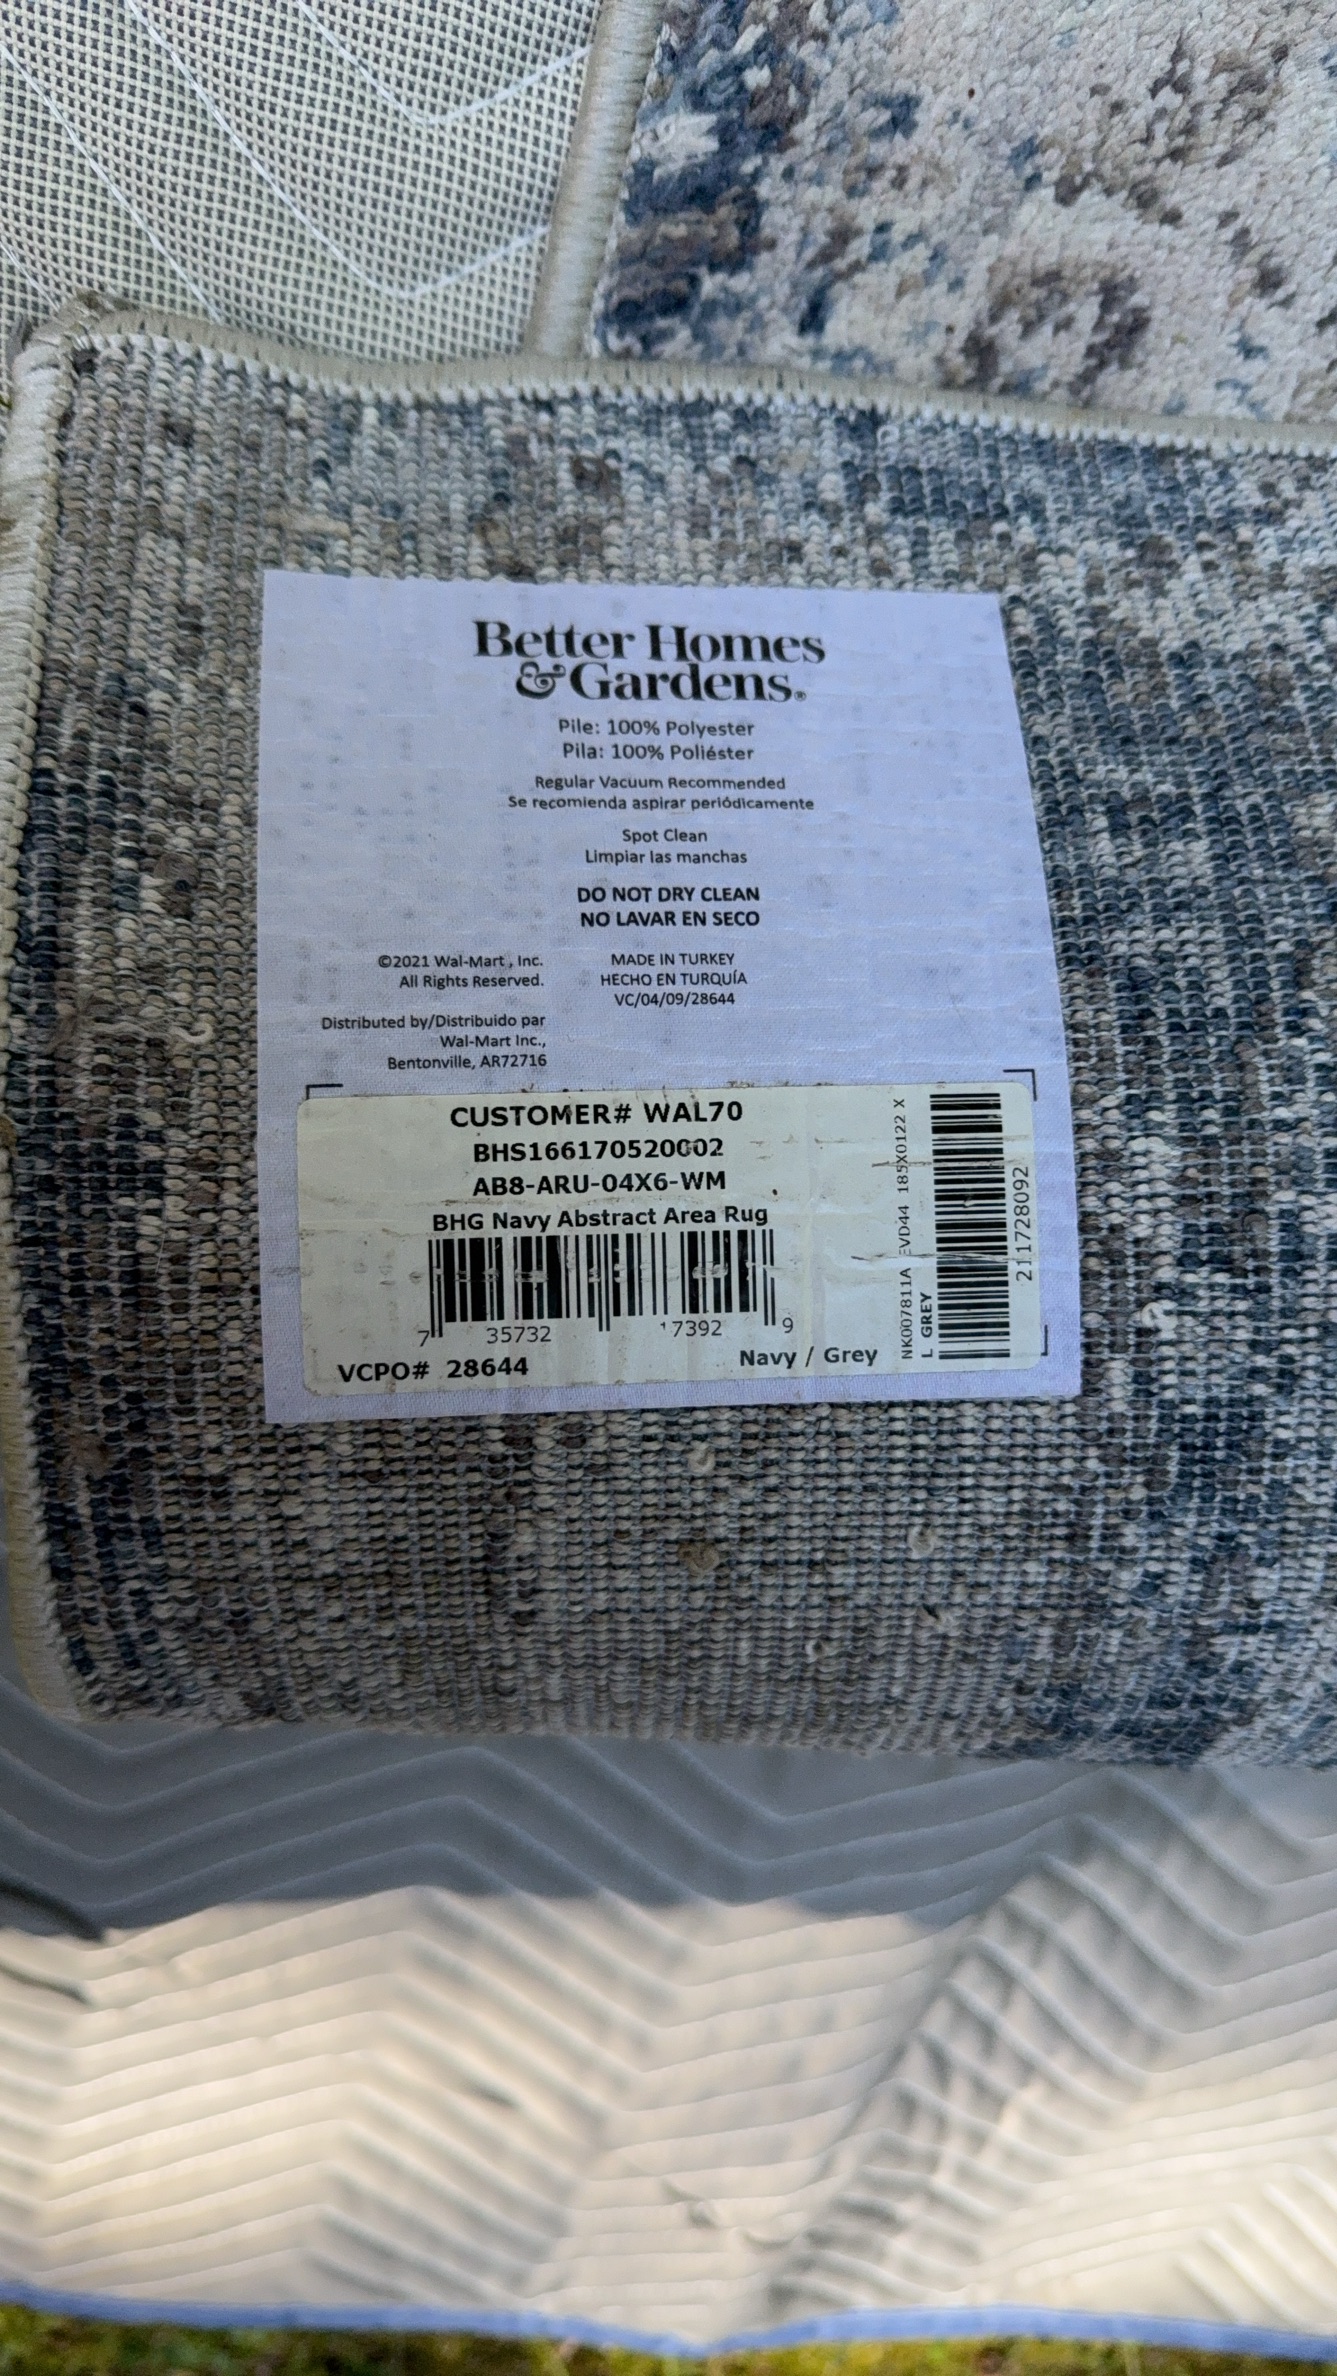 Better Homes
& Gardens®
Pile: 100% Polyester
Pila: 100% Poliéster
Regular Vacuum Recommended
Se recomienda aspirar periódicamente
Spot Clean
Limpiar las manchas
DO NOT DRY CLEAN
NO LAVAR EN SECO
©2021 Wal-Mart , Inc.
All Rights Reserved.
Distributed by/Distribuido par
Wal-Mart Inc.,
Bentonville, AR72716
MADE IN TURKEY
HECHO EN TURQUÍA
VC/04/09/28644
CUSTOMER# WAL70
BHS166170520002
AB8-ARU-04X6-WM
BHG Navy Abstract Area Rug
7 35732 17392 9
VCPO# 28644
Navy / Grey
NK007811A EVD44 185X0122 X
L GREY
211728092